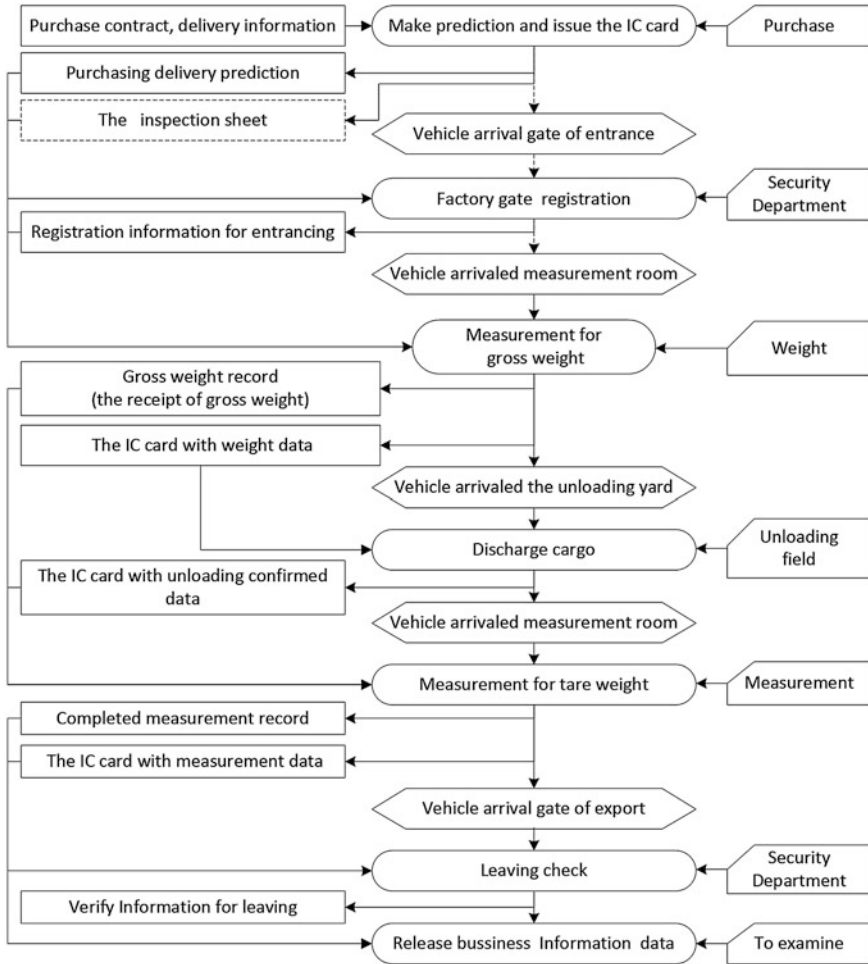 Purchase contract, delivery information
Make prediction and issue the IC card
Purchase
Purchasing delivery prediction
The inspection sheet
Vehicle arrival gate of entrance
Factory gate registration
Security
Department
Registration information for entrancing
Vehicle arrivaled measurement room
Measurement for
gross weight
Weight
Gross weight record
(the receipt of gross weight)
The IC card with weight data
Vehicle arrivaled the unloading yard
Discharge cargo
Unloading
field
The IC card with unloading confirmed
data
Vehicle arrivaled measurement room
Measurement for tare weight
Measurement
Completed measurement record
The IC card with measurement data
Vehicle arrival gate of export
Leaving check
Security
Department
Verify Information for leaving
Release bussiness Information data
To examine